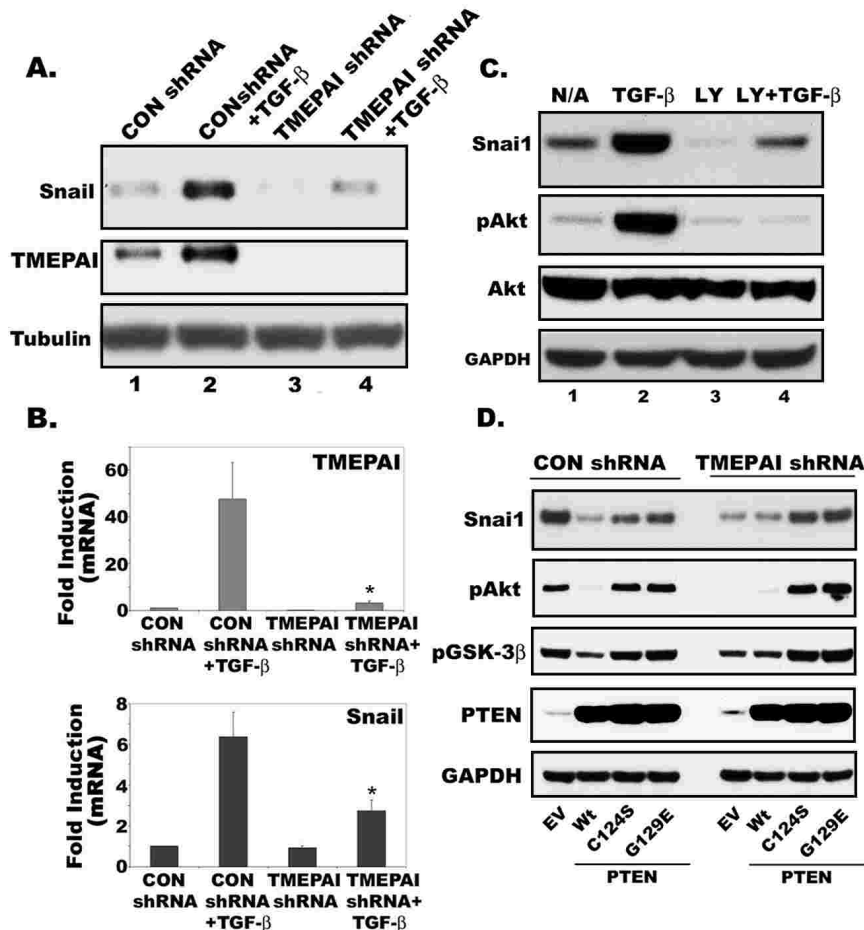 A.
CON shRNA
CONshRNA
+TGF-β
TMEPAI shRNA
TMEPAI shRNA
+TGF-β
Snail
TMEPAI
Tubulin
1 2 3 4
B.
TMEPAI
Fold Induction
(mRNA)
60
40
20
0
*
CON
shRNA
CON
shRNA
+TGF-β
TMEPAI
shRNA
TMEPAI
shRNA+
TGF-β
Snail
Fold Induction
(mRNA)
8
6
4
2
0
*
CON
shRNA
CON
shRNA
+TGF-β
TMEPAI
shRNA
TMEPAI
shRNA+
TGF-β
C.
N/A TGF-β LY LY+TGF-β
Snai1
pAkt
Akt
GAPDH
1 2 3 4
D.
CON shRNA TMEPAI shRNA
Snai1
pAkt
pGSK-3β
PTEN
GAPDH
EV Wt C124S G129E EV Wt C124S G129E
PTEN PTEN